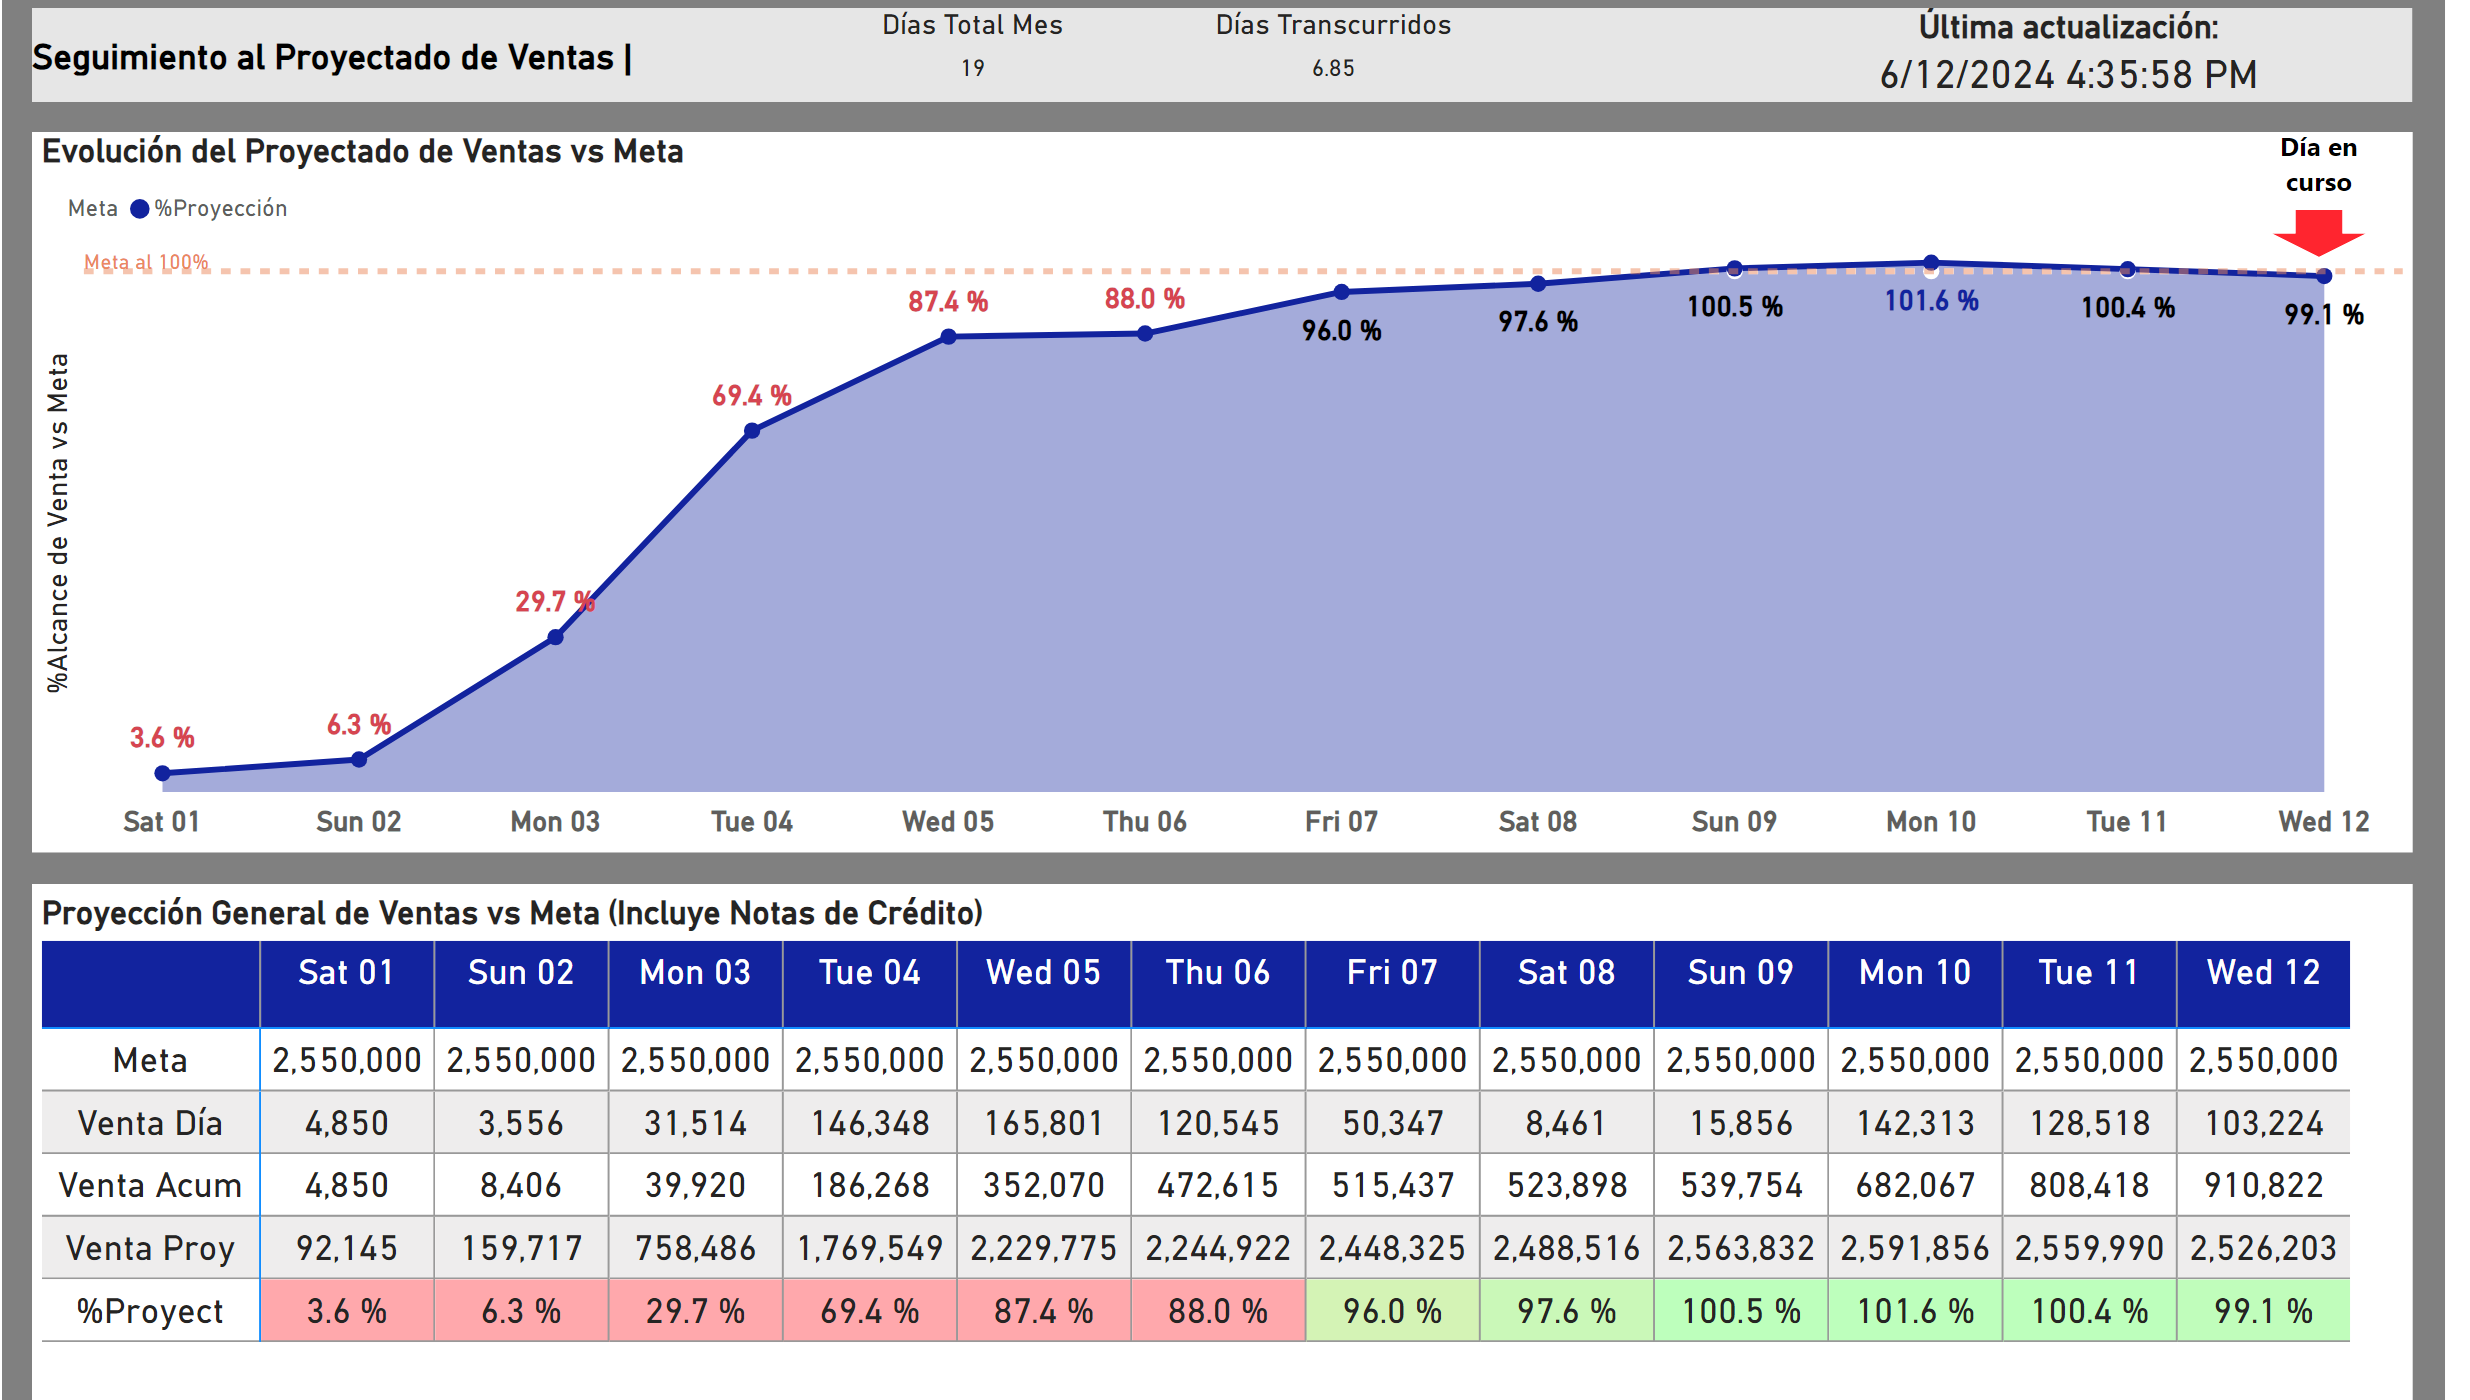 Seguimiento al Proyectado de Ventas |
Días Total Mes
19
Días Transcurridos
6.85
Última actualización:
6/12/2024 4:35:58 PM
Evolución del Proyectado de Ventas vs Meta
Meta %Proyección
Día en
curso
Meta al 100%
%Alcance de Venta vs Meta
3.6 %
6.3 %
29.7 %
69.4 %
87.4 %
88.0 %
96.0 %
97.6 %
100.5 %
101.6 %
100.4 %
99.1 %
Sat 01 Sun 02 Mon 03 Tue 04 Wed 05 Thu 06 Fri 07 Sat 08 Sun 09 Mon 10 Tue 11 Wed 12
Proyección General de Ventas vs Meta (Incluye Notas de Crédito)
Sat 01 Sun 02 Mon 03 Tue 04 Wed 05 Thu 06 Fri 07 Sat 08 Sun 09 Mon 10 Tue 11 Wed 12
Meta 2,550,000 2,550,000 2,550,000 2,550,000 2,550,000 2,550,000 2,550,000 2,550,000 2,550,000 2,550,000 2,550,000 2,550,000
Venta Día 4,850 3,556 31,514 146,348 165,801 120,545 50,347 8,461 15,856 142,313 128,518 103,224
Venta Acum 4,850 8,406 39,920 186,268 352,070 472,615 515,437 523,898 539,754 682,067 808,418 910,822
Venta Proy 92,145 159,717 758,486 1,769,549 2,229,775 2,244,922 2,448,325 2,488,516 2,563,832 2,591,856 2,559,990 2,526,203
%Proyect 3.6 % 6.3 % 29.7 % 69.4 % 87.4 % 88.0 % 96.0 % 97.6 % 100.5 % 101.6 % 100.4 % 99.1 %